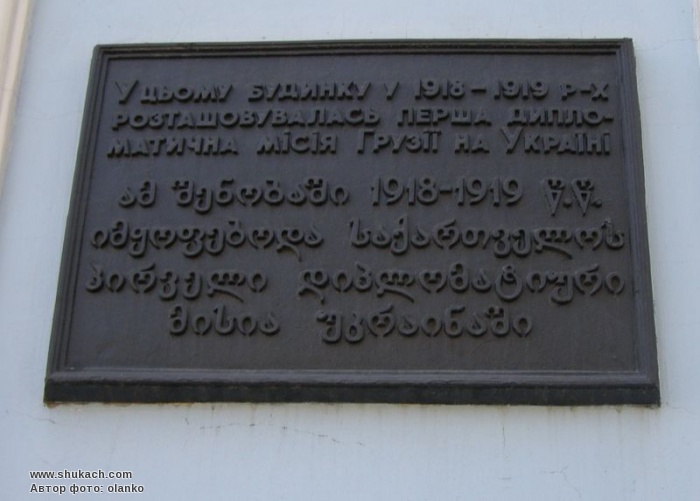 У цьому будинку у 1918–1919 р-х
розташовувалась перша дипло-
матична місія Грузії на Україні
ამ შენობაში 1918-1919 წ.წ.
იმყოფებოდა საქართველოს
პირველი დიპლომატიური
მისია უკრაინაში
www.shukach.com
Автор фото: olanko